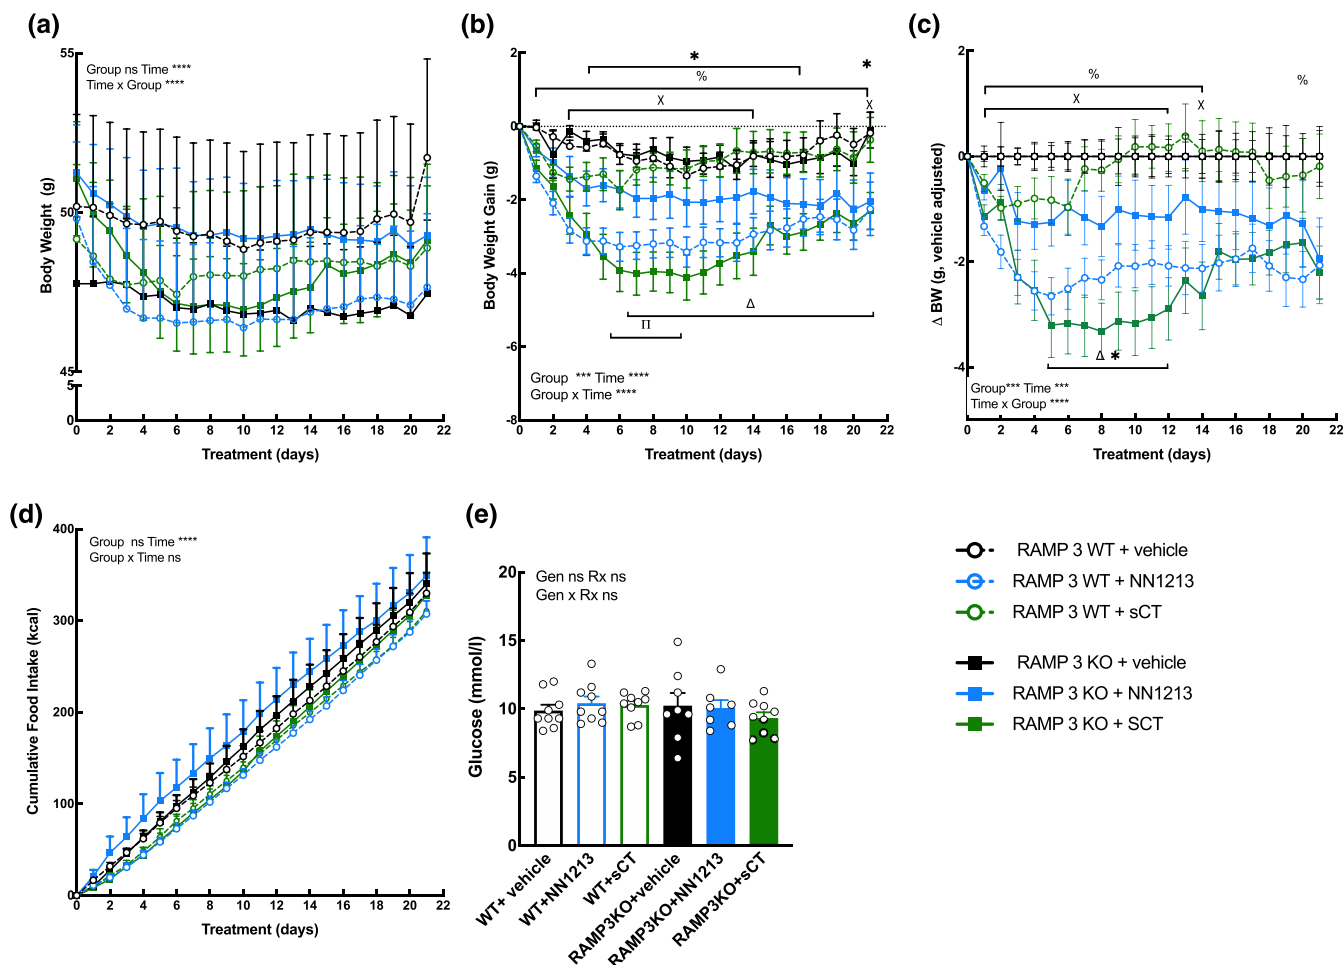 (a)
55
50
45
5
0
Body Weight (g)
Group ns Time ****
Time x Group ****
0 2 4 6 8 10 12 14 16 18 20 22
Treatment (days)
(b)
2
0
-2
-4
-6
-8
Body Weight Gain (g)
*
*
%
X
X
Δ
Π
Group *** Time ****
Group x Time ****
0 2 4 6 8 10 12 14 16 18 20 22
Treatment (days)
(c)
2
0
-2
-4
Δ BW (g, vehicle adjusted)
%
%
X
X
Δ *
Group*** Time ***
Time x Group ****
0 2 4 6 8 10 12 14 16 18 20 22
Treatment (days)
(d)
400
300
200
100
0
Cumulative Food Intake (kcal)
Group ns Time ****
Group x Time ns
0 2 4 6 8 10 12 14 16 18 20 22
Treatment (days)
(e)
20
15
10
5
0
Glucose (mmol/l)
Gen ns Rx ns
Gen x Rx ns
WT+ vehicle
WT+NN1213
WT+sCT
RAMP3KO+vehicle
RAMP3KO+NN1213
RAMP3KO+sCT
RAMP 3 WT + vehicle
RAMP 3 WT + NN1213
RAMP 3 WT + sCT
RAMP 3 KO + vehicle
RAMP 3 KO + NN1213
RAMP 3 KO + SCT